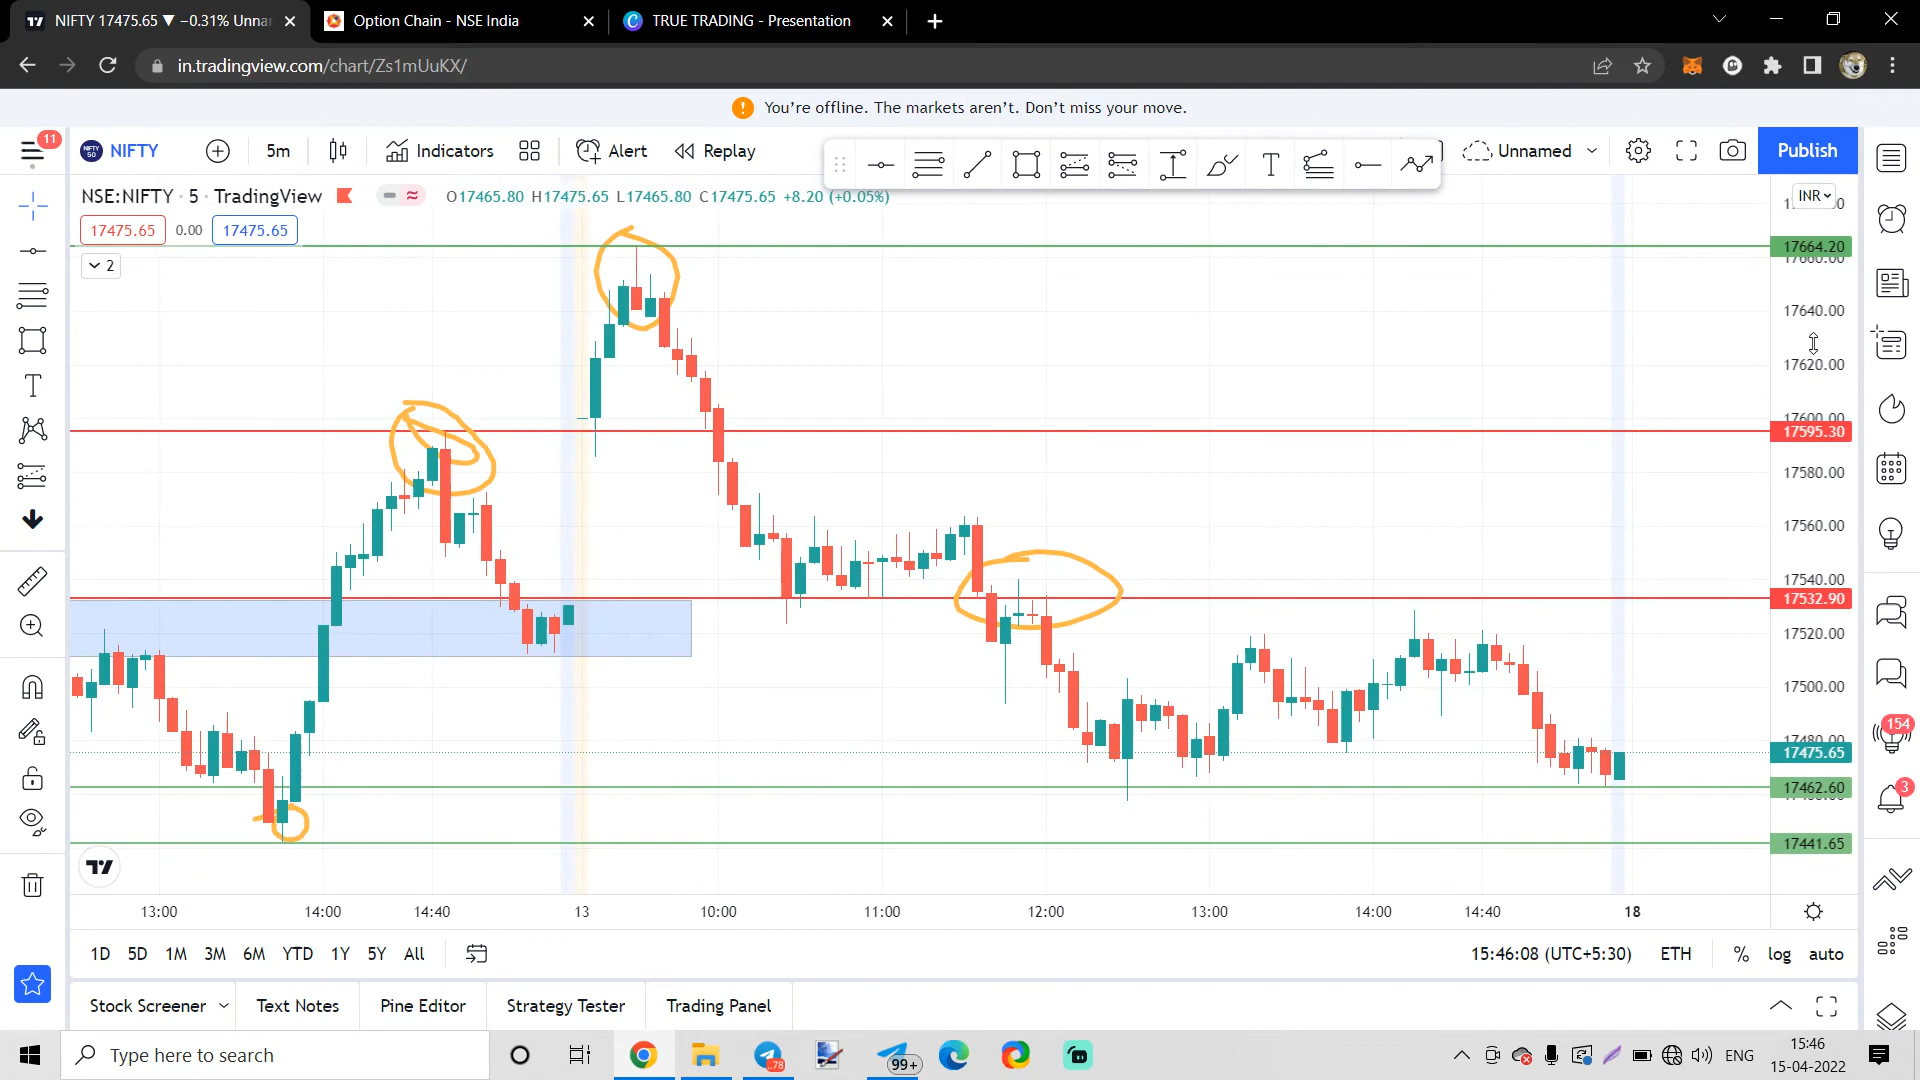 NIFTY 17475.65 ▼ −0.31% Unnar
Option Chain - NSE India
TRUE TRADING - Presentation
in.tradingview.com/chart/Zs1mUuKX/
You're offline. The markets aren't. Don't miss your move.
11
NIFTY 5m Indicators Alert Replay
Unnamed Publish
NSE:NIFTY · 5 · TradingView O17465.80 H17475.65 L17465.80 C17475.65 +8.20 (+0.05%)
INR
17475.65 0.00 17475.65
2
17664.20
17660.00
17640.00
17620.00
17600.00
17595.30
17580.00
17560.00
17540.00
17532.90
17520.00
17500.00
17480.00
17475.65
17462.60
17441.65
154
3
13:00 14:00 14:40 13 10:00 11:00 12:00 13:00 14:00 14:40 18
1D 5D 1M 3M 6M YTD 1Y 5Y All 15:46:08 (UTC+5:30) ETH % log auto
Stock Screener Text Notes Pine Editor Strategy Tester Trading Panel
Type here to search
99+
ENG
15:46
15-04-2022